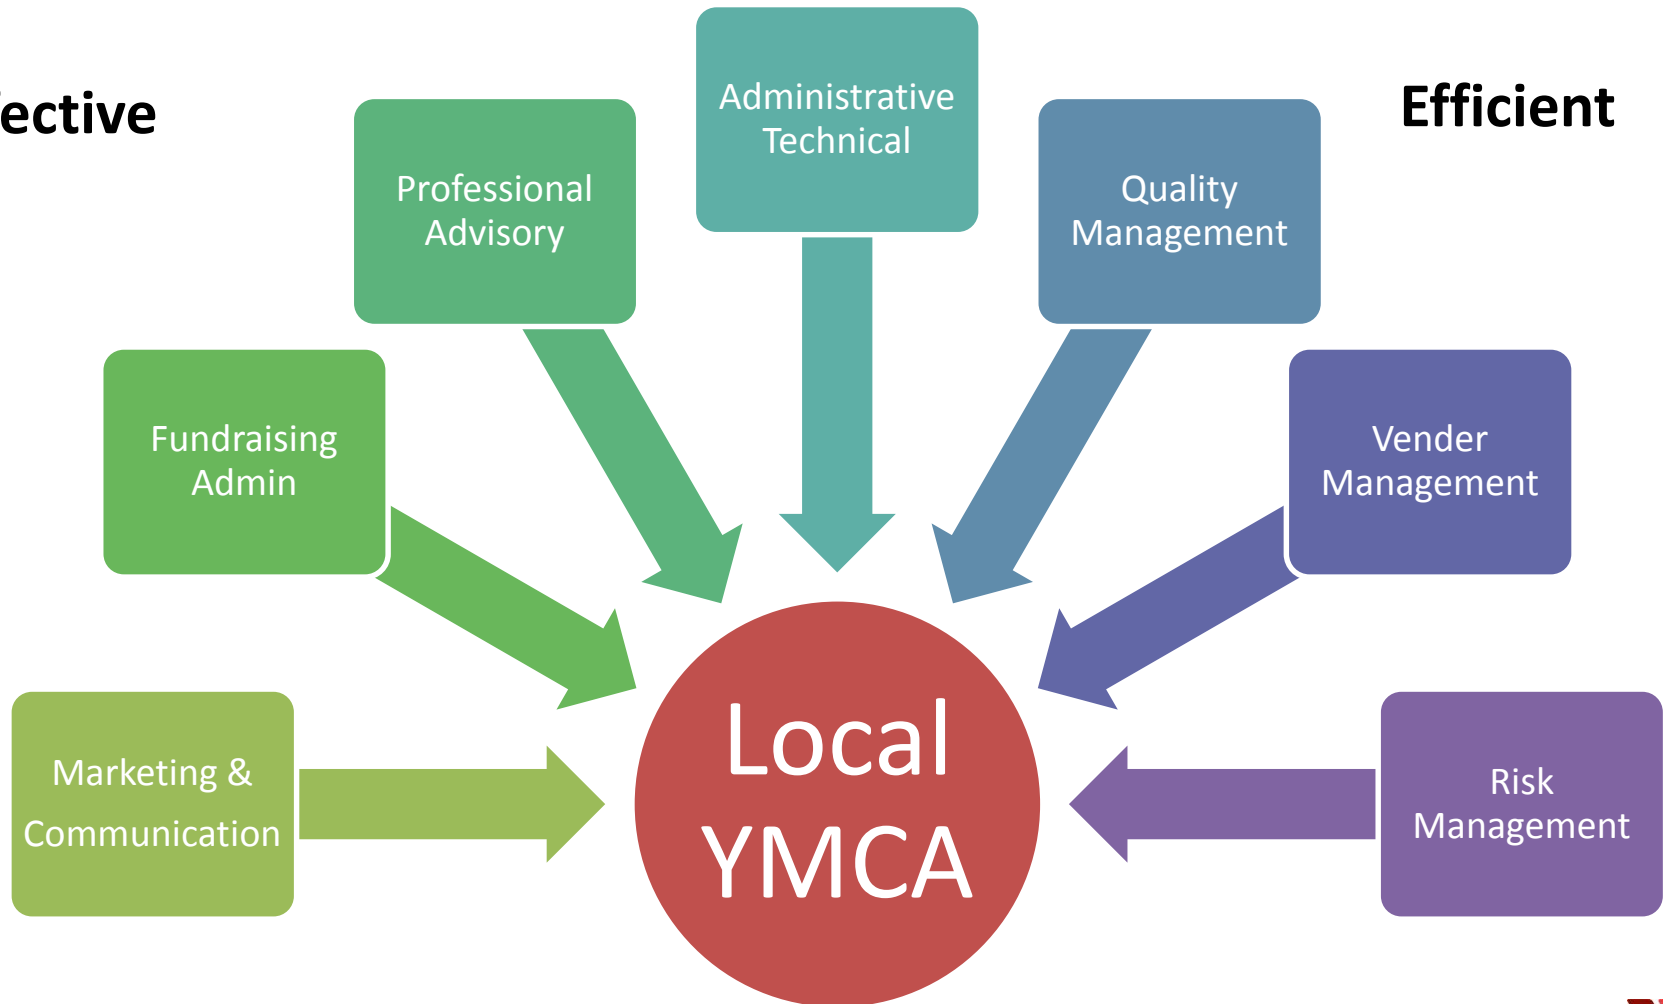 ective
Efficient
Administrative
Technical
Professional
Advisory
Quality
Management
Fundraising
Admin
Vender
Management
Marketing &
Communication
Risk
Management
Local
YMCA